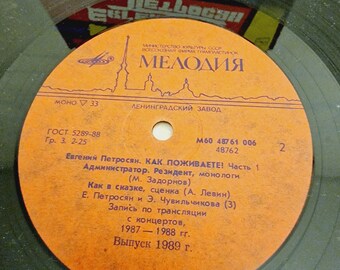 МИНИСТЕРСТВО КУЛЬТУРЫ СССР
ВСЕСОЮЗНАЯ ФИРМА ГРАМПЛАСТИНОК
МЕЛОДИЯ
МОНО ▽ 33
ЛЕНИНГРАДСКИЙ ЗАВОД
ГОСТ 5289-88
Гр. 3. 2-25
М60 48761 006
48762
2
Евгений Петросян. КАК ПОЖИВАЕТЕ! Часть 1
Администратор. Резидент, монологи
(М. Задорнов)
Как в сказке, сценка (А. Левин)
Е. Петросян и Э. Чувильчикова (3)
Запись по трансляции
с концертов,
1987 — 1988 гг.
Выпуск 1989 г.